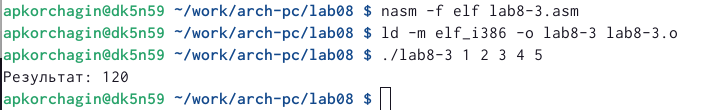 apkorchagin@dk5n59 ~/work/arch-pc/lab08 $ nasm -f elf lab8-3.asm
apkorchagin@dk5n59 ~/work/arch-pc/lab08 $ ld -m elf_i386 -o lab8-3 lab8-3.o
apkorchagin@dk5n59 ~/work/arch-pc/lab08 $ ./lab8-3 1 2 3 4 5
Результат: 120
apkorchagin@dk5n59 ~/work/arch-pc/lab08 $